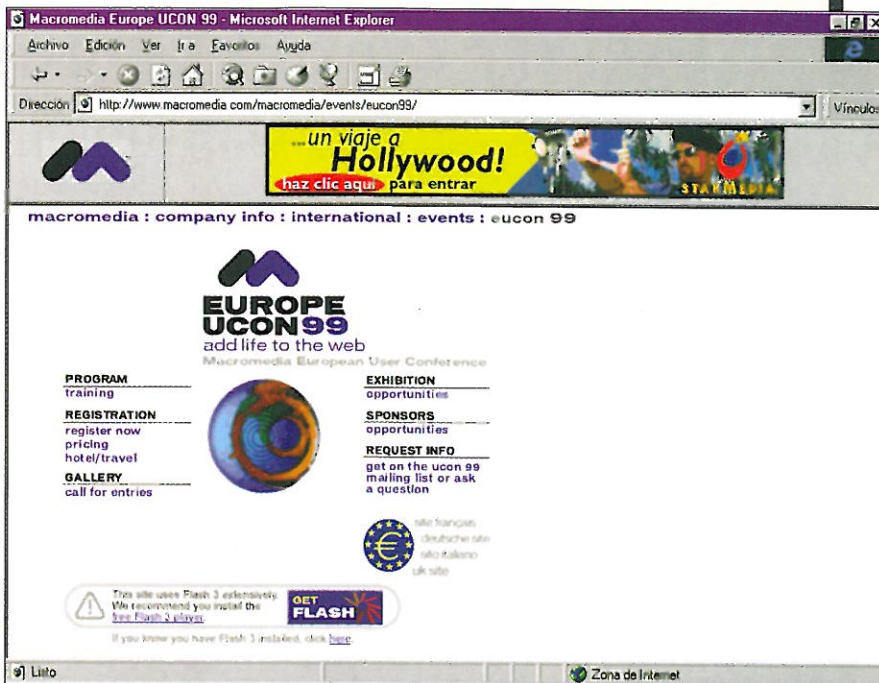 Macromedia Europe UCON 99 - Microsoft Internet Explorer
Archivo Edición Ver Ir a Favoritos Ayuda
Dirección http://www.macromedia.com/macromedia/events/eucon99/ Vínculos
...un viaje a
Hollywood!
haz clic aquí para entrar
STARMEDIA
macromedia : company info : international : events : eucon 99
EUROPE
UCON99
add life to the web
Macromedia European User Conference
PROGRAM
training
REGISTRATION
register now
pricing
hotel/travel
GALLERY
call for entries
EXHIBITION
opportunities
SPONSORS
opportunities
REQUEST INFO
get on the ucon 99
mailing list or ask
a question
site français
deutsche site
sito italiano
uk site
This site uses Flash 3 extensively.
We recommend you install the
free Flash 3 player.
GET
FLASH
If you know you have Flash 3 installed, click here.
Listo
Zona de Internet